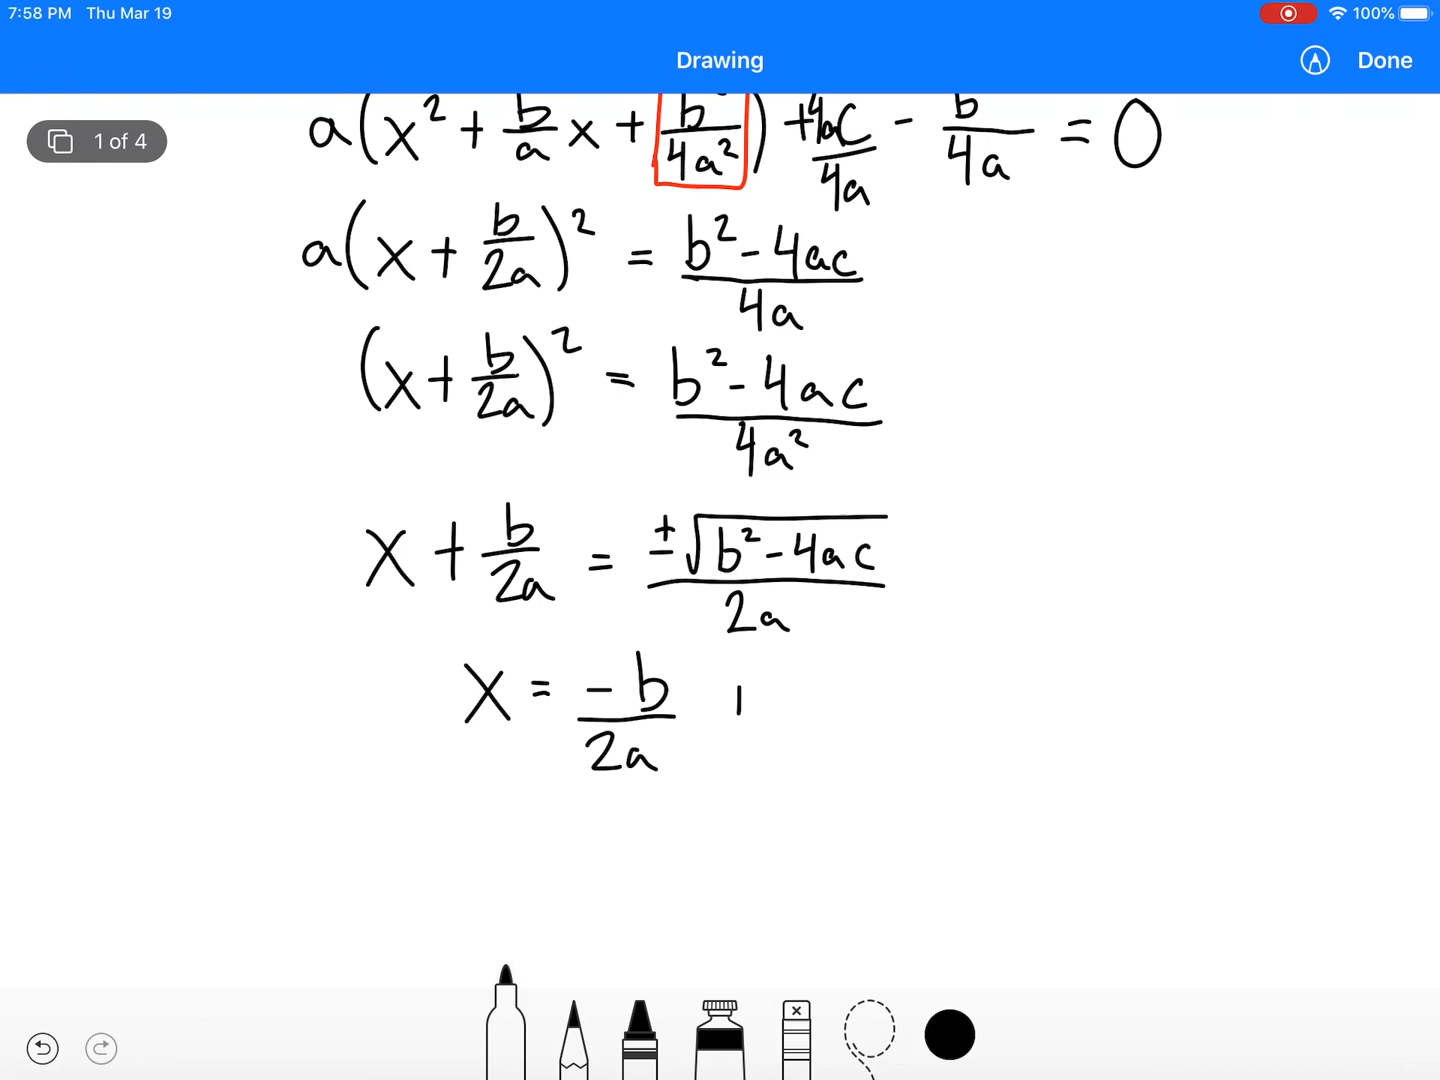 7:58 PM Thu Mar 19 100%
Drawing Done
1 of 4
a(x² + b/a x + b²/4a²) + 4ac/4a - b/4a = 0
a(x + b/2a)² = b² - 4ac/4a
(x + b/2a)² = b² - 4ac/4a²
x + b/2a = ±√b² - 4ac/2a
x = -b/2a